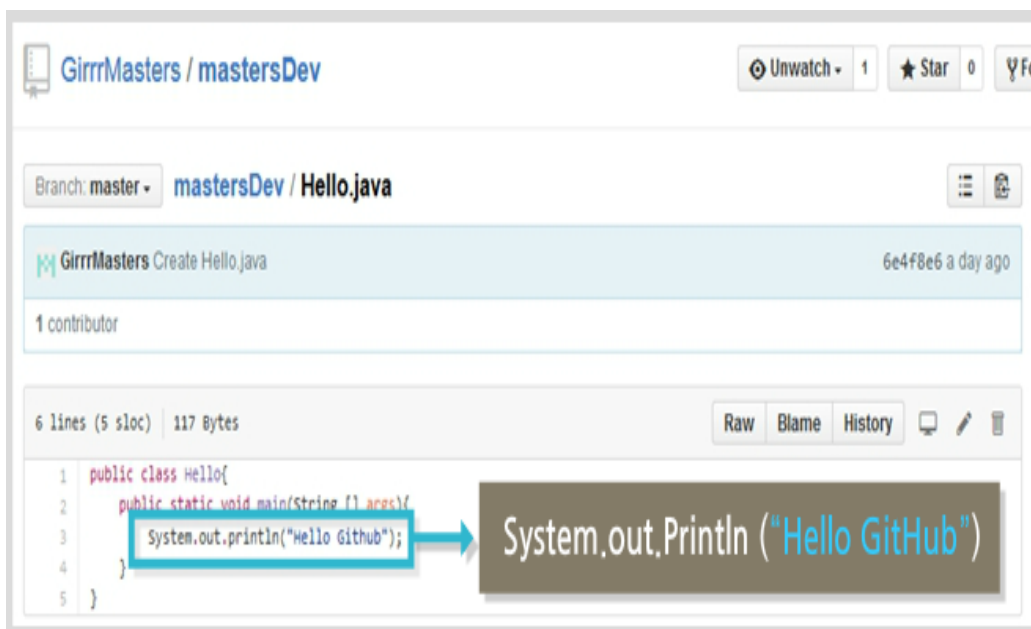 GirrrMasters / mastersDev
Unwatch 1 Star 0 Fo
Branch: master mastersDev / Hello.java
GirrrMasters Create Hello.java 6e4f8e6 a day ago
1 contributor
6 lines (5 sloc) 117 Bytes Raw Blame History
1 public class Hello{
2 public static void main(String [] args){
3 System.out.println("Hello Github");
4 }
5 }
System.out.Println (“Hello GitHub”)